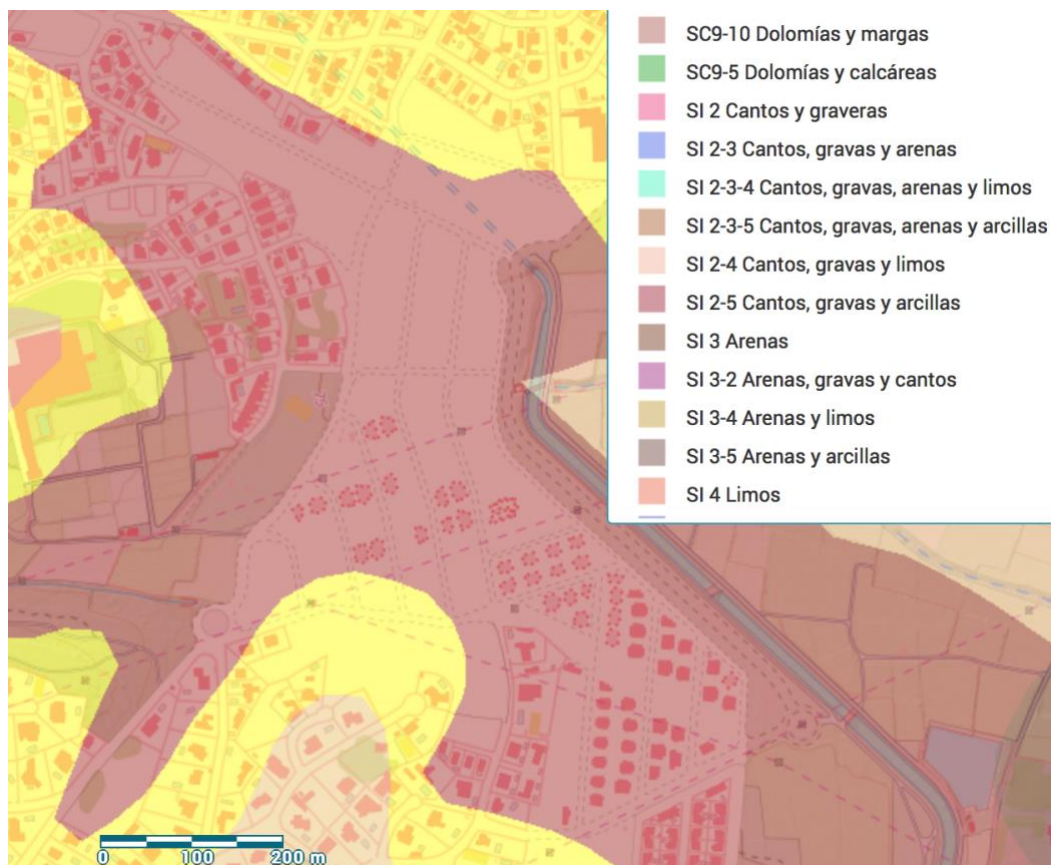 SC9-10 Dolomías y margas
SC9-5 Dolomías y calcáreas
SI 2 Cantos y graveras
SI 2-3 Cantos, gravas y arenas
SI 2-3-4 Cantos, gravas, arenas y limos
SI 2-3-5 Cantos, gravas, arenas y arcillas
SI 2-4 Cantos, gravas y limos
SI 2-5 Cantos, gravas y arcillas
SI 3 Arenas
SI 3-2 Arenas, gravas y cantos
SI 3-4 Arenas y limos
SI 3-5 Arenas y arcillas
SI 4 Limos
0 100 200 m